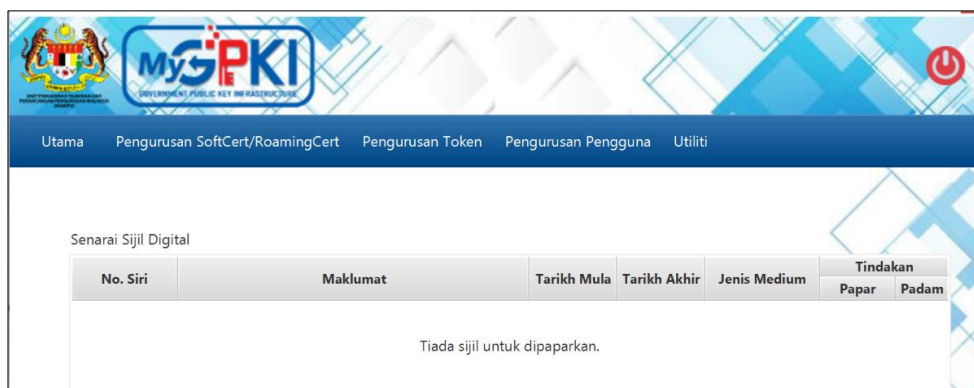 MyGPKI
GOVERNMENT PUBLIC KEY INFRASTRUCTURE
Utama Pengurusan SoftCert/RoamingCert Pengurusan Token Pengurusan Pengguna Utiliti
Senarai Sijil Digital
No. Siri Maklumat Tarikh Mula Tarikh Akhir Jenis Medium Tindakan
Papar Padam
Tiada sijil untuk dipaparkan.